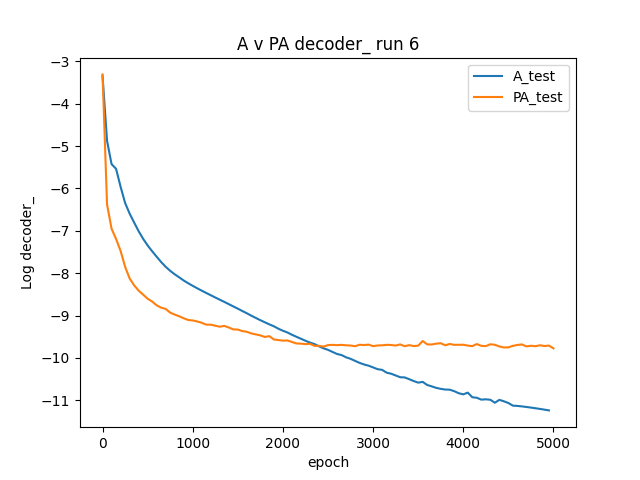 A v PA decoder_ run 6
A_test
PA_test
Log decoder_
−3
−4
−5
−6
−7
−8
−9
−10
−11
0 1000 2000 3000 4000 5000
epoch